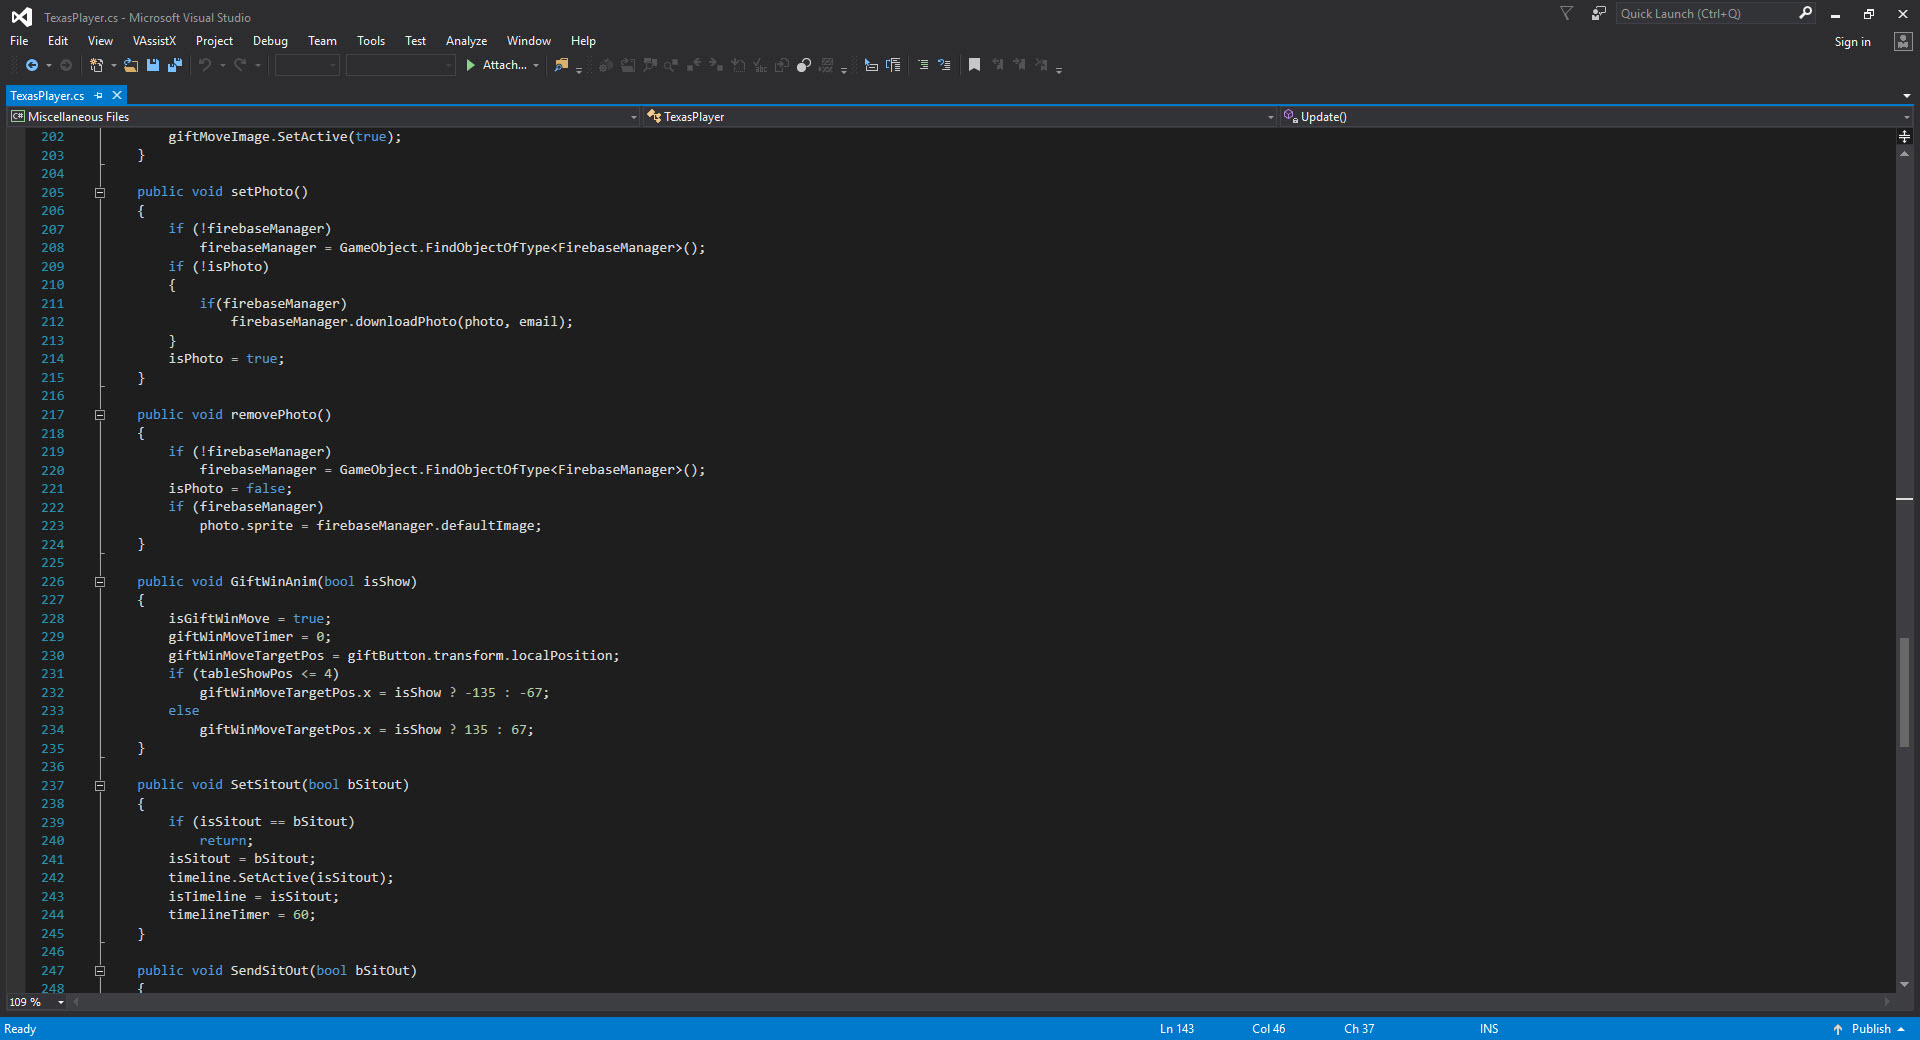 TexasPlayer.cs - Microsoft Visual Studio
Quick Launch (Ctrl+Q)
File Edit View VAssistX Project Debug Team Tools Test Analyze Window Help
Sign in
Attach...
TexasPlayer.cs
Miscellaneous Files
TexasPlayer
Update()
202 giftMoveImage.SetActive(true);
203 }
204
205 public void setPhoto()
206 {
207 if (!firebaseManager)
208 firebaseManager = GameObject.FindObjectOfType<FirebaseManager>();
209 if (!isPhoto)
210 {
211 if(firebaseManager)
212 firebaseManager.downloadPhoto(photo, email);
213 }
214 isPhoto = true;
215 }
216
217 public void removePhoto()
218 {
219 if (!firebaseManager)
220 firebaseManager = GameObject.FindObjectOfType<FirebaseManager>();
221 isPhoto = false;
222 if (firebaseManager)
223 photo.sprite = firebaseManager.defaultImage;
224 }
225
226 public void GiftWinAnim(bool isShow)
227 {
228 isGiftWinMove = true;
229 giftWinMoveTimer = 0;
230 giftWinMoveTargetPos = giftButton.transform.localPosition;
231 if (tableShowPos <= 4)
232 giftWinMoveTargetPos.x = isShow ? -135 : -67;
233 else
234 giftWinMoveTargetPos.x = isShow ? 135 : 67;
235 }
236
237 public void SetSitout(bool bSitout)
238 {
239 if (isSitout == bSitout)
240 return;
241 isSitout = bSitout;
242 timeline.SetActive(isSitout);
243 isTimeline = isSitout;
244 timelineTimer = 60;
245 }
246
247 public void SendSitOut(bool bSitOut)
248 {
109 %
Ready
Ln 143 Col 46 Ch 37 INS
Publish